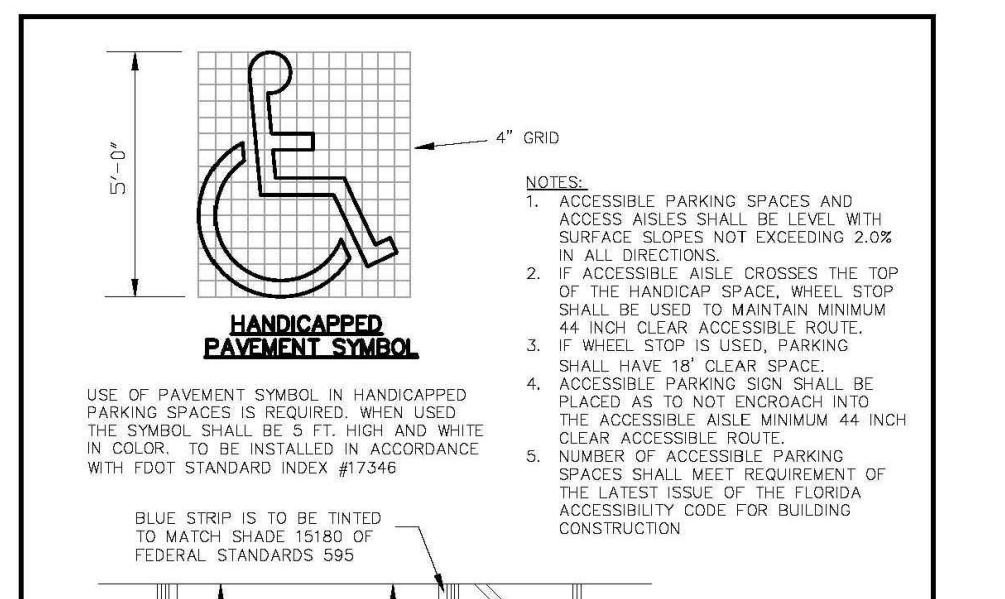 5'-0"
4" GRID
HANDICAPPED
PAVEMENT SYMBOL
USE OF PAVEMENT SYMBOL IN HANDICAPPED
PARKING SPACES IS REQUIRED. WHEN USED
THE SYMBOL SHALL BE 5 FT. HIGH AND WHITE
IN COLOR. TO BE INSTALLED IN ACCORDANCE
WITH FDOT STANDARD INDEX #17346
NOTES:
1. ACCESSIBLE PARKING SPACES AND
ACCESS AISLES SHALL BE LEVEL WITH
SURFACE SLOPES NOT EXCEEDING 2.0%
IN ALL DIRECTIONS.
2. IF ACCESSIBLE AISLE CROSSES THE TOP
OF THE HANDICAP SPACE, WHEEL STOP
SHALL BE USED TO MAINTAIN MINIMUM
44 INCH CLEAR ACCESSIBLE ROUTE.
3. IF WHEEL STOP IS USED, PARKING
SHALL HAVE 18' CLEAR SPACE.
4. ACCESSIBLE PARKING SIGN SHALL BE
PLACED AS TO NOT ENCROACH INTO
THE ACCESSIBLE AISLE MINIMUM 44 INCH
CLEAR ACCESSIBLE ROUTE.
5. NUMBER OF ACCESSIBLE PARKING
SPACES SHALL MEET REQUIREMENT OF
THE LATEST ISSUE OF THE FLORIDA
ACCESSIBILITY CODE FOR BUILDING
CONSTRUCTION
BLUE STRIP IS TO BE TINTED
TO MATCH SHADE 15180 OF
FEDERAL STANDARDS 595